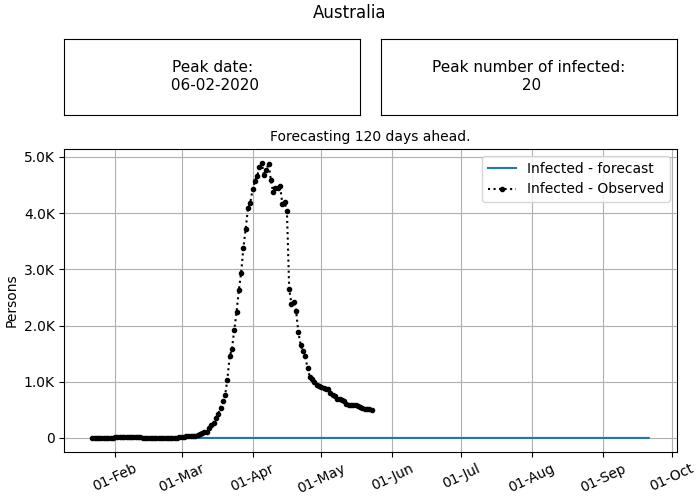 Australia
Peak date:
06-02-2020
Peak number of infected:
20
Forecasting 120 days ahead.
5.0K
4.0K
3.0K
2.0K
1.0K
0
Persons
Infected - forecast
Infected - Observed
01-Feb
01-Mar
01-Apr
01-May
01-Jun
01-Jul
01-Aug
01-Sep
01-Oct